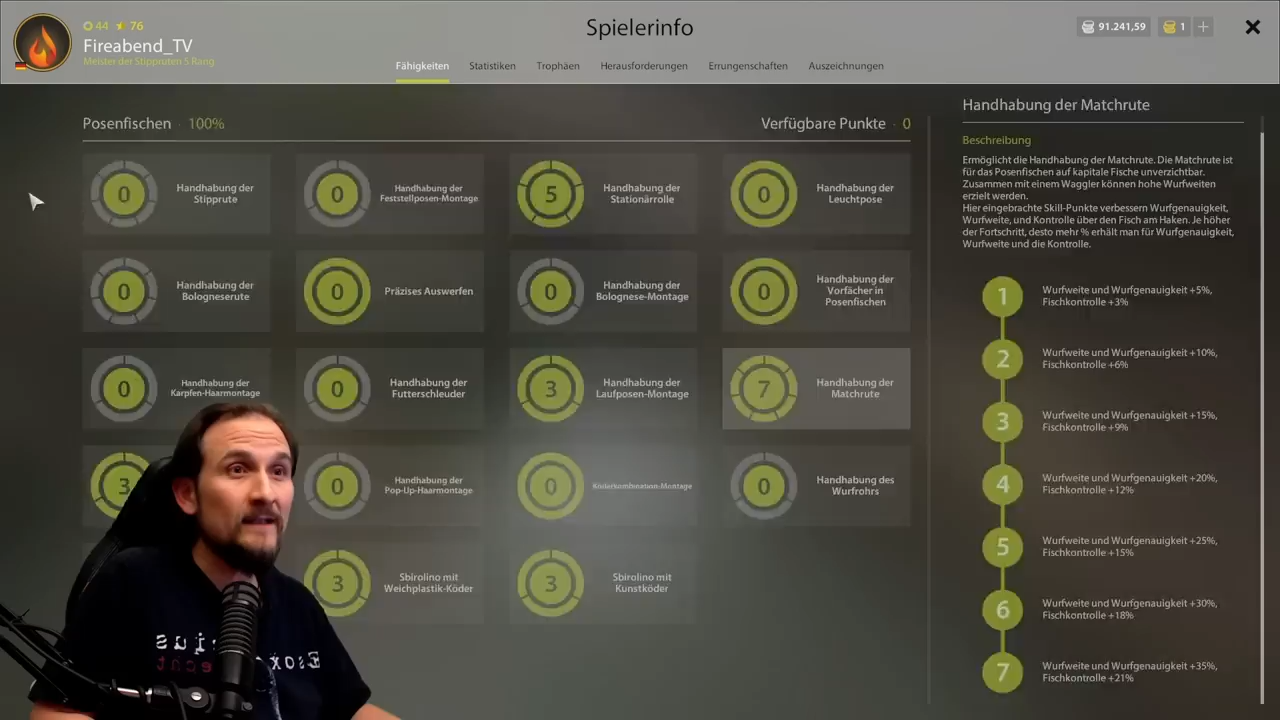 44 76
Fireabend_TV
Meister der Stippruten 5 Rang
Spielerinfo
91.241,59
1
Fähigkeiten
Statistiken
Trophäen
Herausforderungen
Errungenschaften
Auszeichnungen
Posenfischen · 100%
Verfügbare Punkte · 0
0
Handhabung der
Stipprute
0
Handhabung der
Feststellposen-Montage
5
Handhabung der
Stationärrolle
0
Handhabung der
Leuchtpose
0
Handhabung der
Bologneserute
0
Präzises Auswerfen
0
Handhabung der
Bolognese-Montage
0
Handhabung der
Vorfächer in
Posenfischen
0
Handhabung der
Karpfen-Haarmontage
0
Handhabung der
Futterschleuder
3
Handhabung der
Laufposen-Montage
7
Handhabung der
Matchrute
3
0
Handhabung der
Pop-Up-Haarmontage
0
Köderkombination-Montage
0
Handhabung des
Wurfrohrs
3
Sbirolino mit
Weichplastik-Köder
3
Sbirolino mit
Kunstköder
Handhabung der Matchrute
Beschreibung
Ermöglicht die Handhabung der Matchrute. Die Matchrute ist
für das Posenfischen auf kapitale Fische unverzichtbar.
Zusammen mit einem Waggler können hohe Wurfweiten
erzielt werden.
Hier eingebrachte Skill-Punkte verbessern Wurfgenauigkeit,
Wurfweite, und Kontrolle über den Fisch am Haken. Je höher
der Fortschritt, desto mehr % erhält man für Wurfgenauigkeit,
Wurfweite und die Kontrolle.
1
Wurfweite und Wurfgenauigkeit +5%,
Fischkontrolle +3%
2
Wurfweite und Wurfgenauigkeit +10%,
Fischkontrolle +6%
3
Wurfweite und Wurfgenauigkeit +15%,
Fischkontrolle +9%
4
Wurfweite und Wurfgenauigkeit +20%,
Fischkontrolle +12%
5
Wurfweite und Wurfgenauigkeit +25%,
Fischkontrolle +15%
6
Wurfweite und Wurfgenauigkeit +30%,
Fischkontrolle +18%
7
Wurfweite und Wurfgenauigkeit +35%,
Fischkontrolle +21%